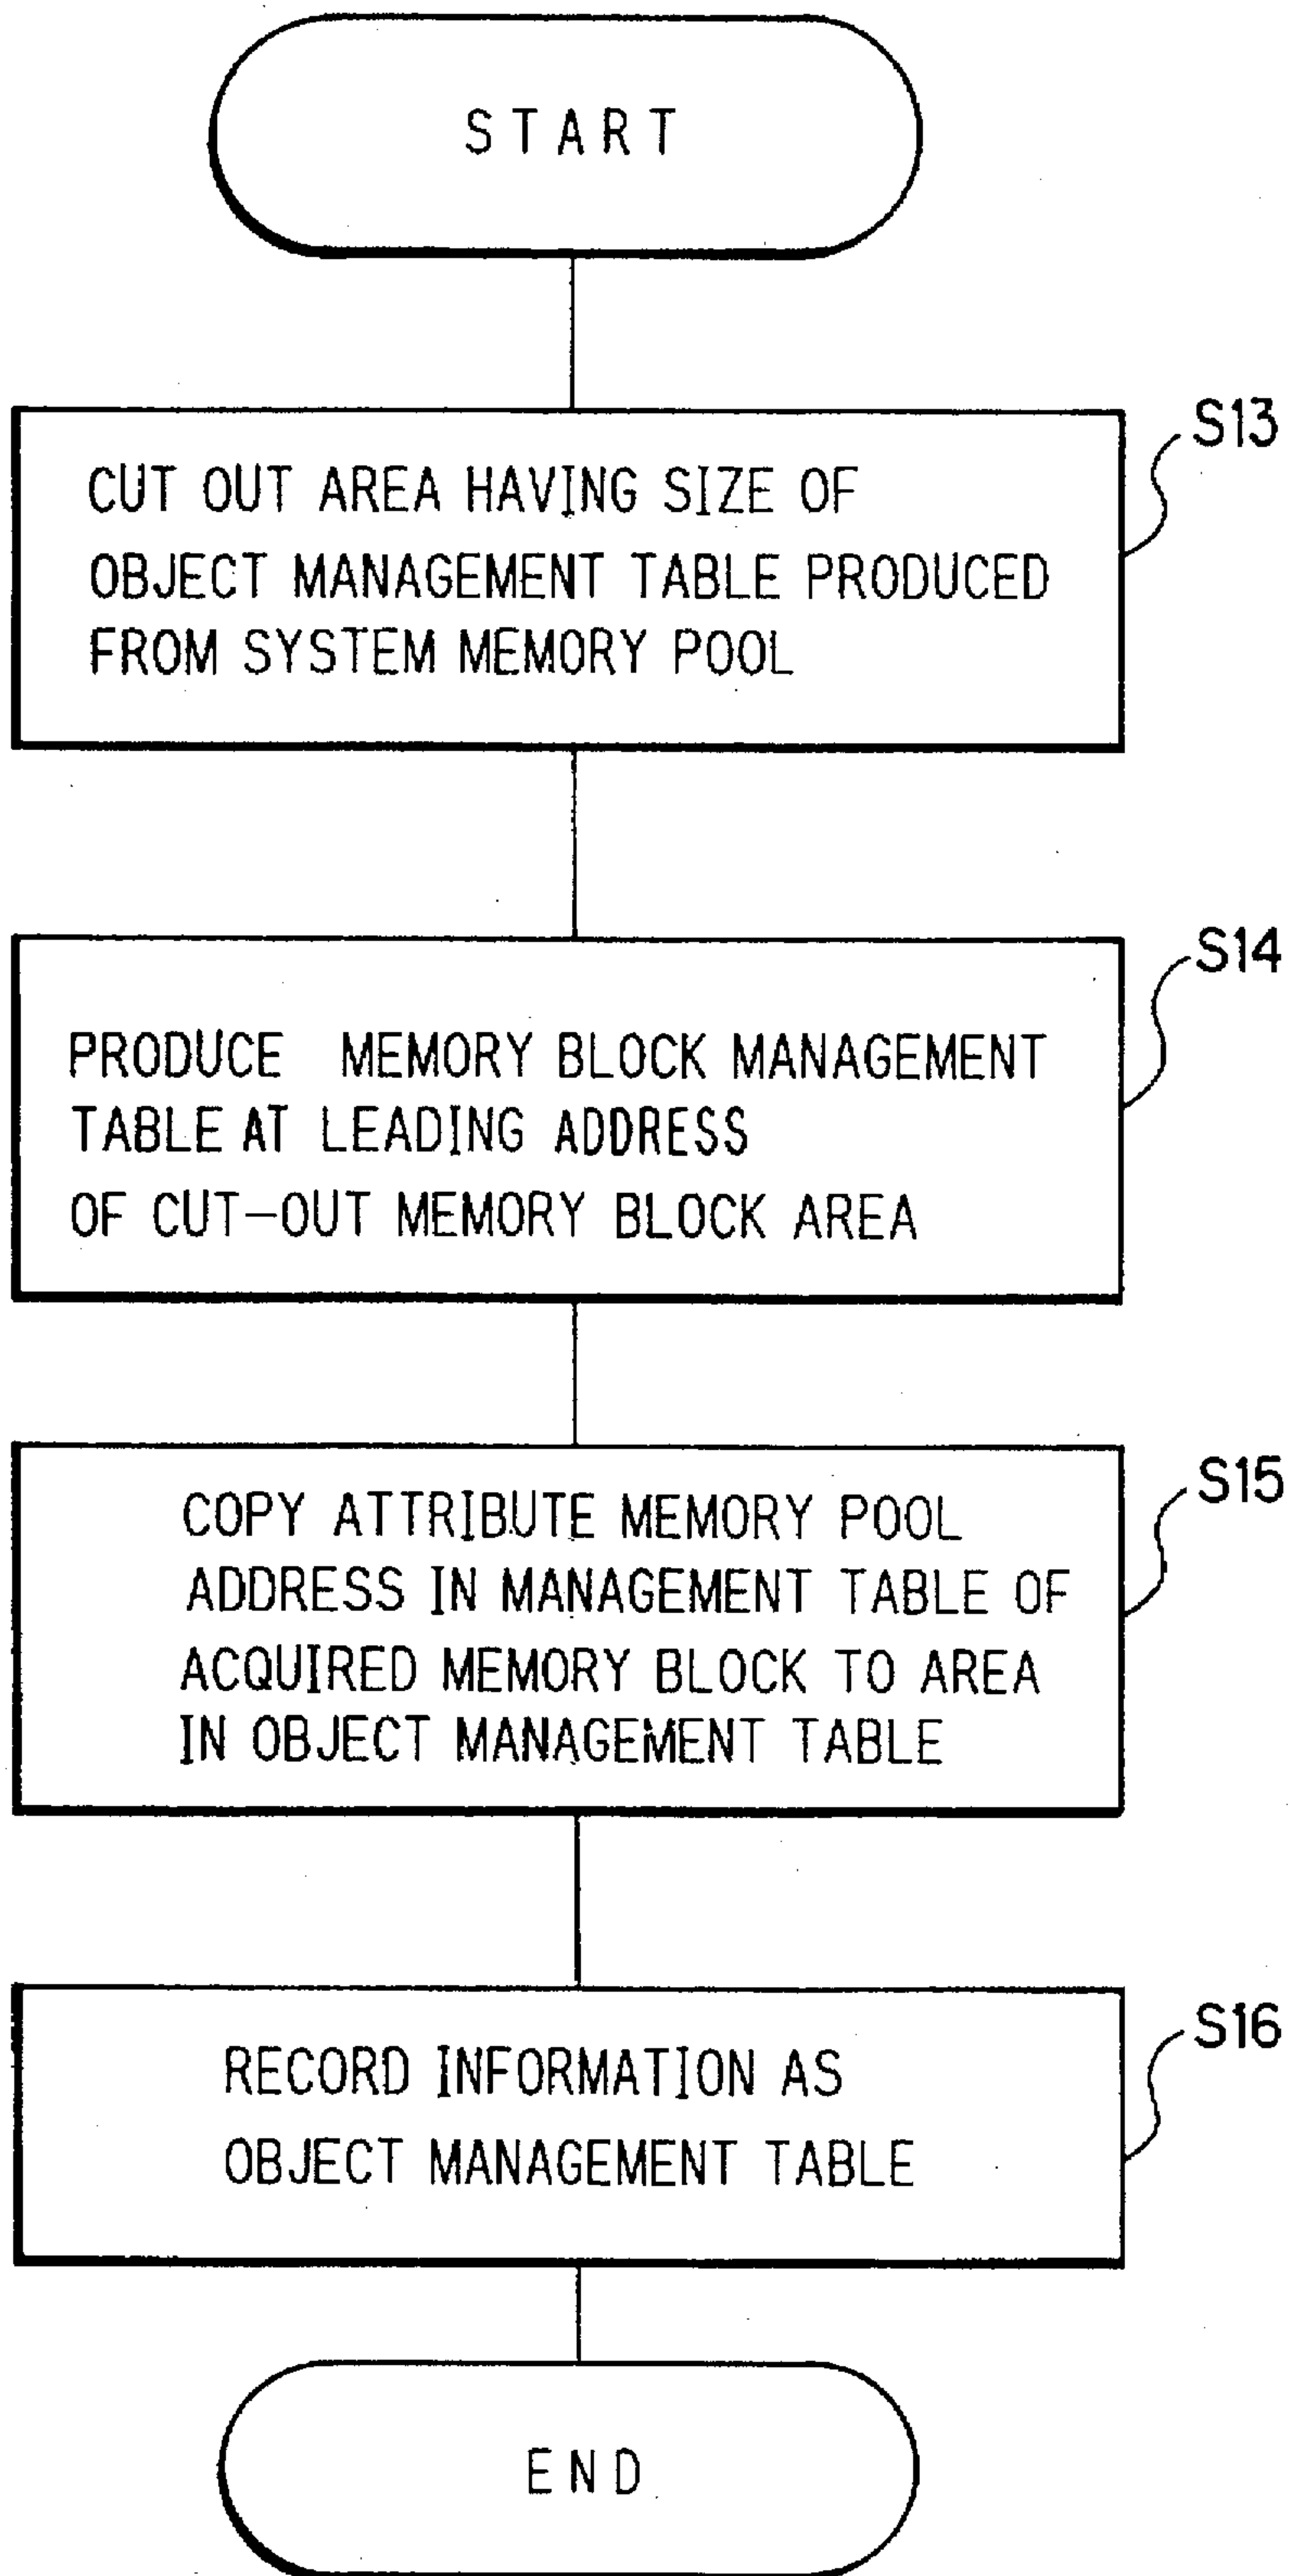 START
S13
CUT OUT AREA HAVING SIZE OF
OBJECT MANAGEMENT TABLE PRODUCED
FROM SYSTEM MEMORY POOL
S14
PRODUCE MEMORY BLOCK MANAGEMENT
TABLE AT LEADING ADDRESS
OF CUT-OUT MEMORY BLOCK AREA
S15
COPY ATTRIBUTE MEMORY POOL
ADDRESS IN MANAGEMENT TABLE OF
ACQUIRED MEMORY BLOCK TO AREA
IN OBJECT MANAGEMENT TABLE
S16
RECORD INFORMATION AS
OBJECT MANAGEMENT TABLE
END